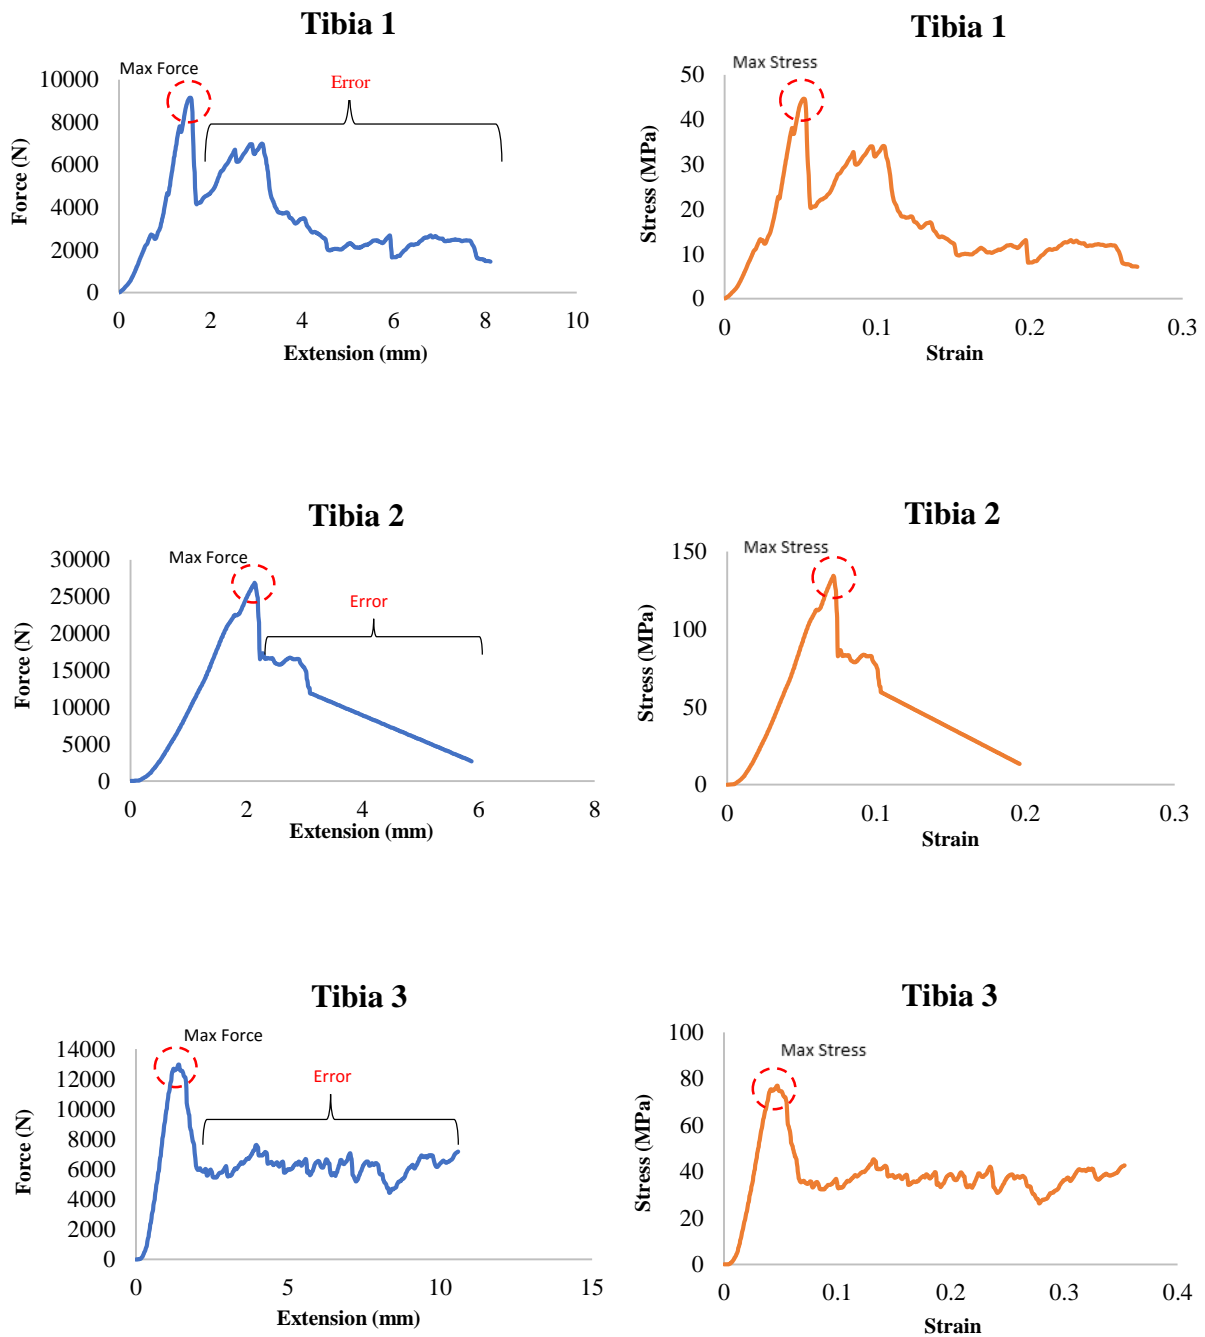 Tibia 1
Max Force
Error
10000
8000
6000
4000
2000
0
0 2 4 6 8 10
Force (N)
Extension (mm)
Tibia 1
Max Stress
50
40
30
20
10
0
0 0.1 0.2 0.3
Stress (MPa)
Strain
Tibia 2
Max Force
Error
30000
25000
20000
15000
10000
5000
0
0 2 4 6 8
Force (N)
Extension (mm)
Tibia 2
Max Stress
150
100
50
0
0 0.1 0.2 0.3
Stress (MPa)
Strain
Tibia 3
Max Force
Error
14000
12000
10000
8000
6000
4000
2000
0
0 5 10 15
Force (N)
Extension (mm)
Tibia 3
Max Stress
100
80
60
40
20
0
0 0.1 0.2 0.3 0.4
Stress (MPa)
Strain